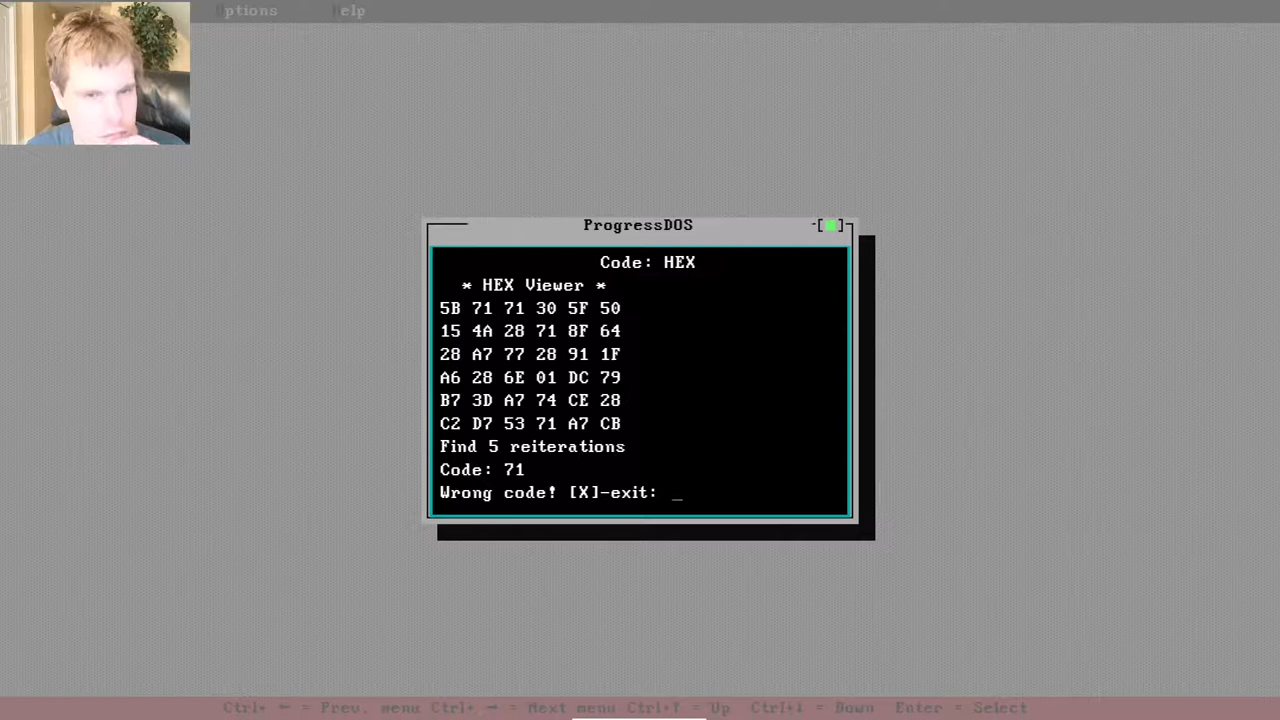 ptions elp
ProgressDOS
Code: HEX
* HEX Viewer *
5B 71 71 30 5F 50
15 4A 28 71 8F 64
28 A7 77 28 91 1F
A6 28 6E 01 DC 79
B7 3D A7 74 CE 28
C2 D7 53 71 A7 CB
Find 5 reiterations
Code: 71
Wrong code! [X]-exit: _
Ctrl+ ← = Prev. menu Ctrl+ → = Next menu Ctrl+↑ = Up Ctrl+↓ = Down Enter = Select